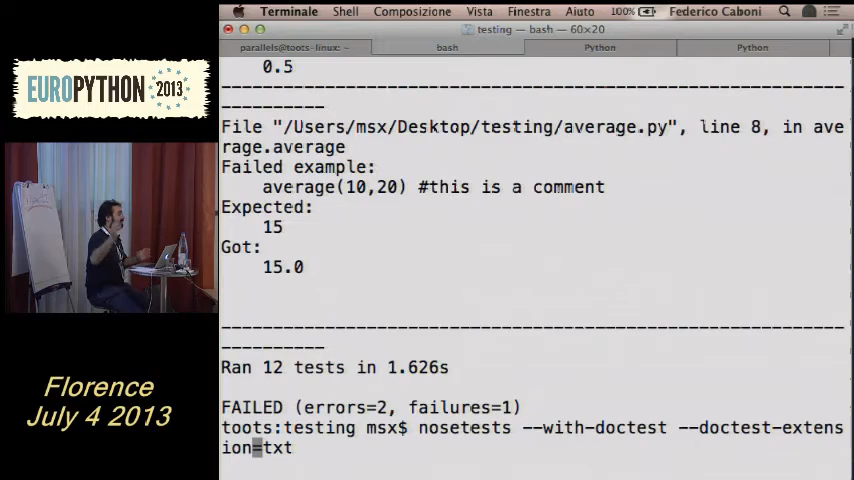 Terminale Shell Composizione Vista Finestra Aiuto 100% Federico Caboni
testing — bash — 60×20
parallels@toots-linux: ~ bash Python Python
0.5
----------------------------------------------------------------------
File "/Users/msx/Desktop/testing/average.py", line 8, in ave
rage.average
Failed example:
average(10,20) #this is a comment
Expected:
15
Got:
15.0
----------------------------------------------------------------------
Ran 12 tests in 1.626s
FAILED (errors=2, failures=1)
toots:testing msx$ nosetests --with-doctest --doctest-extens
ion=txt
EUROPYTHON 2013
Florence
July 4 2013